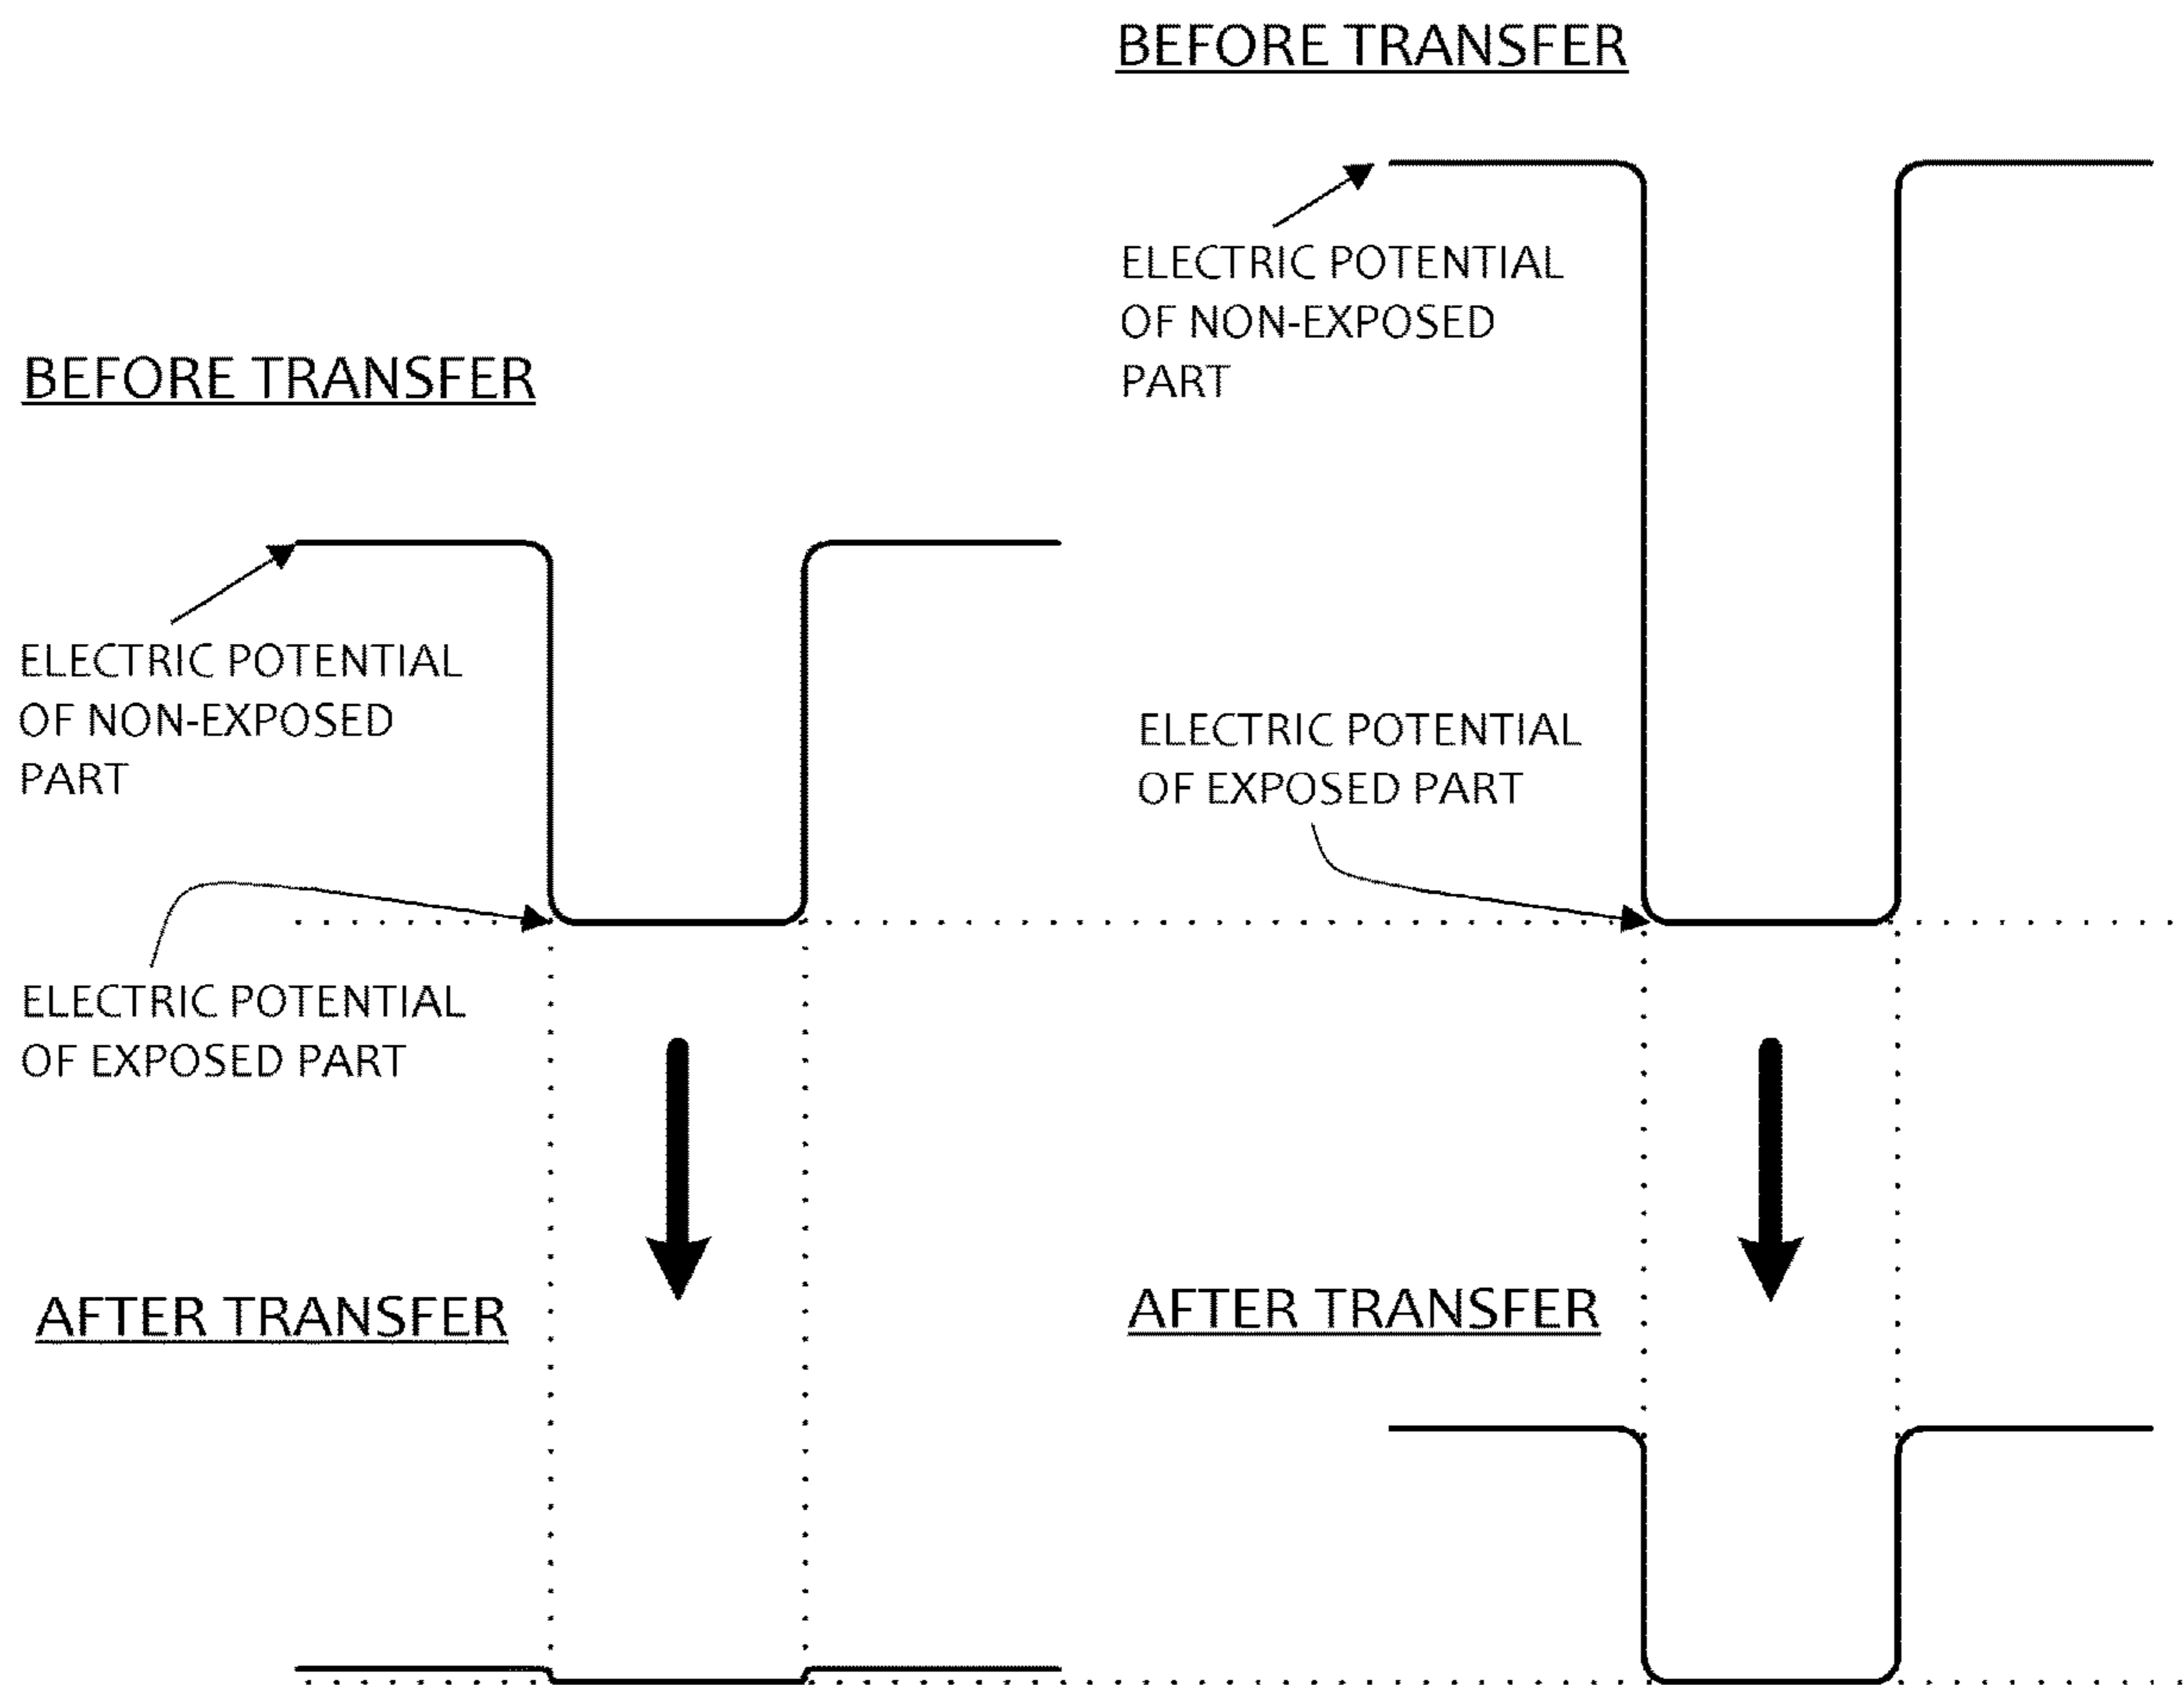 BEFORE TRANSFER
ELECTRIC POTENTIAL
OF NON-EXPOSED
PART
ELECTRIC POTENTIAL
OF EXPOSED PART
AFTER TRANSFER
BEFORE TRANSFER
ELECTRIC POTENTIAL
OF NON-EXPOSED
PART
ELECTRIC POTENTIAL
OF EXPOSED PART
AFTER TRANSFER